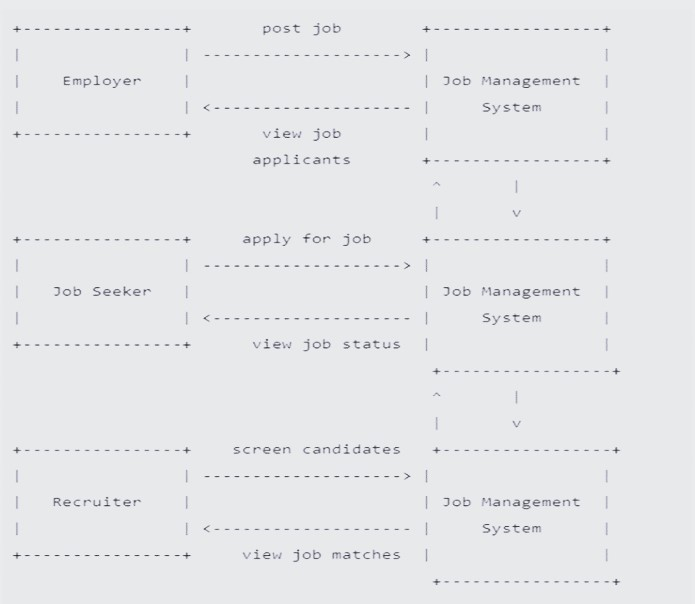 post job
Employer
Job Management
System
view job
applicants
apply for job
Job Seeker
Job Management
System
view job status
screen candidates
Recruiter
Job Management
System
view job matches